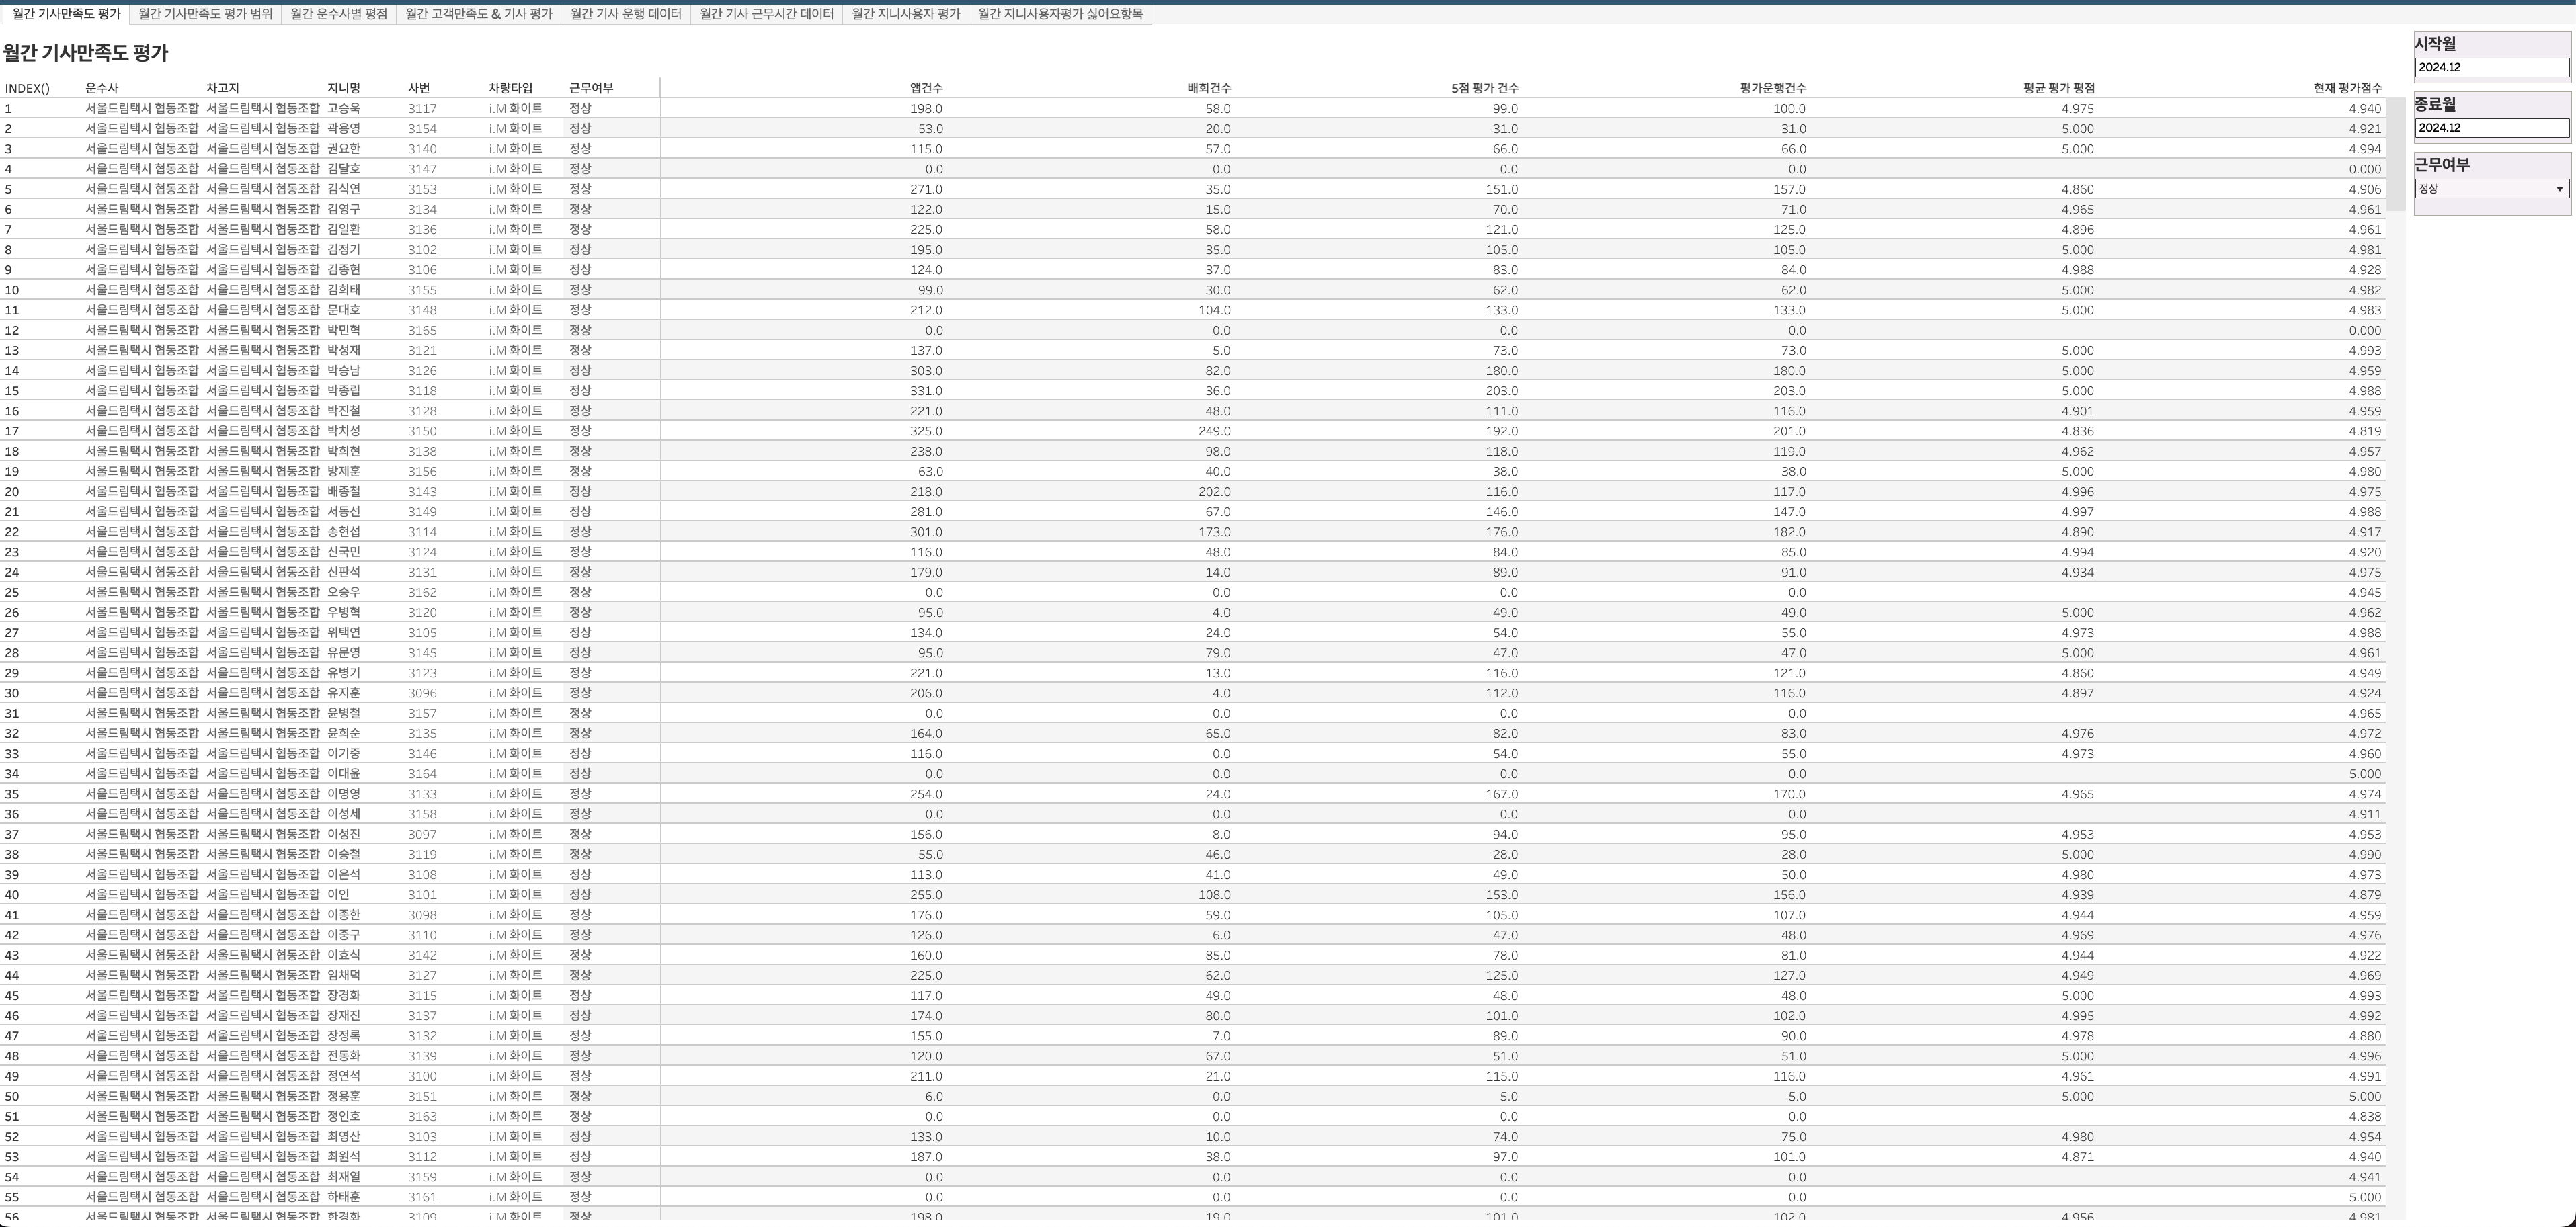 월간 기사만족도 평가 월간 기사만족도 평가 범위 월간 운수사별 평점 월간 고객만족도 & 기사 평가 월간 기사 운행 데이터 월간 기사 근무시간 데이터 월간 지니사용자 평가 월간 지니사용자평가 싫어요항목
월간 기사만족도 평가
시작월
2024.12
종료월
2024.12
근무여부
정상
INDEX() 운수사 차고지 지니명 사번 차량타입 근무여부 앱건수 배회건수 5점 평가 건수 평가운행건수 평균 평가 평점 현재 평가점수
1 서울드림택시 협동조합 서울드림택시 협동조합 고승욱 3117 i.M 화이트 정상 198.0 58.0 99.0 100.0 4.975 4.940
2 서울드림택시 협동조합 서울드림택시 협동조합 곽용영 3154 i.M 화이트 정상 53.0 20.0 31.0 31.0 5.000 4.921
3 서울드림택시 협동조합 서울드림택시 협동조합 권요한 3140 i.M 화이트 정상 115.0 57.0 66.0 66.0 5.000 4.994
4 서울드림택시 협동조합 서울드림택시 협동조합 김달호 3147 i.M 화이트 정상 0.0 0.0 0.0 0.0 0.000
5 서울드림택시 협동조합 서울드림택시 협동조합 김식연 3153 i.M 화이트 정상 271.0 35.0 151.0 157.0 4.860 4.906
6 서울드림택시 협동조합 서울드림택시 협동조합 김영구 3134 i.M 화이트 정상 122.0 15.0 70.0 71.0 4.965 4.961
7 서울드림택시 협동조합 서울드림택시 협동조합 김일환 3136 i.M 화이트 정상 225.0 58.0 121.0 125.0 4.896 4.961
8 서울드림택시 협동조합 서울드림택시 협동조합 김정기 3102 i.M 화이트 정상 195.0 35.0 105.0 105.0 5.000 4.981
9 서울드림택시 협동조합 서울드림택시 협동조합 김종현 3106 i.M 화이트 정상 124.0 37.0 83.0 84.0 4.988 4.928
10 서울드림택시 협동조합 서울드림택시 협동조합 김희태 3155 i.M 화이트 정상 99.0 30.0 62.0 62.0 5.000 4.982
11 서울드림택시 협동조합 서울드림택시 협동조합 문대호 3148 i.M 화이트 정상 212.0 104.0 133.0 133.0 5.000 4.983
12 서울드림택시 협동조합 서울드림택시 협동조합 박민혁 3165 i.M 화이트 정상 0.0 0.0 0.0 0.0 0.000
13 서울드림택시 협동조합 서울드림택시 협동조합 박성재 3121 i.M 화이트 정상 137.0 5.0 73.0 73.0 5.000 4.993
14 서울드림택시 협동조합 서울드림택시 협동조합 박승남 3126 i.M 화이트 정상 303.0 82.0 180.0 180.0 5.000 4.959
15 서울드림택시 협동조합 서울드림택시 협동조합 박종립 3118 i.M 화이트 정상 331.0 36.0 203.0 203.0 5.000 4.988
16 서울드림택시 협동조합 서울드림택시 협동조합 박진철 3128 i.M 화이트 정상 221.0 48.0 111.0 116.0 4.901 4.959
17 서울드림택시 협동조합 서울드림택시 협동조합 박치성 3150 i.M 화이트 정상 325.0 249.0 192.0 201.0 4.836 4.819
18 서울드림택시 협동조합 서울드림택시 협동조합 박희현 3138 i.M 화이트 정상 238.0 98.0 118.0 119.0 4.962 4.957
19 서울드림택시 협동조합 서울드림택시 협동조합 방제훈 3156 i.M 화이트 정상 63.0 40.0 38.0 38.0 5.000 4.980
20 서울드림택시 협동조합 서울드림택시 협동조합 배종철 3143 i.M 화이트 정상 218.0 202.0 116.0 117.0 4.996 4.975
21 서울드림택시 협동조합 서울드림택시 협동조합 서동선 3149 i.M 화이트 정상 281.0 67.0 146.0 147.0 4.997 4.988
22 서울드림택시 협동조합 서울드림택시 협동조합 송현섭 3114 i.M 화이트 정상 301.0 173.0 176.0 182.0 4.890 4.917
23 서울드림택시 협동조합 서울드림택시 협동조합 신국민 3124 i.M 화이트 정상 116.0 48.0 84.0 85.0 4.994 4.920
24 서울드림택시 협동조합 서울드림택시 협동조합 신판석 3131 i.M 화이트 정상 179.0 14.0 89.0 91.0 4.934 4.975
25 서울드림택시 협동조합 서울드림택시 협동조합 오승우 3162 i.M 화이트 정상 0.0 0.0 0.0 0.0 4.945
26 서울드림택시 협동조합 서울드림택시 협동조합 우병혁 3120 i.M 화이트 정상 95.0 4.0 49.0 49.0 5.000 4.962
27 서울드림택시 협동조합 서울드림택시 협동조합 위택연 3105 i.M 화이트 정상 134.0 24.0 54.0 55.0 4.973 4.988
28 서울드림택시 협동조합 서울드림택시 협동조합 유문영 3145 i.M 화이트 정상 95.0 79.0 47.0 47.0 5.000 4.961
29 서울드림택시 협동조합 서울드림택시 협동조합 유병기 3123 i.M 화이트 정상 221.0 13.0 116.0 121.0 4.860 4.949
30 서울드림택시 협동조합 서울드림택시 협동조합 유지훈 3096 i.M 화이트 정상 206.0 4.0 112.0 116.0 4.897 4.924
31 서울드림택시 협동조합 서울드림택시 협동조합 윤병철 3157 i.M 화이트 정상 0.0 0.0 0.0 0.0 4.965
32 서울드림택시 협동조합 서울드림택시 협동조합 윤희순 3135 i.M 화이트 정상 164.0 65.0 82.0 83.0 4.976 4.972
33 서울드림택시 협동조합 서울드림택시 협동조합 이기중 3146 i.M 화이트 정상 116.0 0.0 54.0 55.0 4.973 4.960
34 서울드림택시 협동조합 서울드림택시 협동조합 이대윤 3164 i.M 화이트 정상 0.0 0.0 0.0 0.0 5.000
35 서울드림택시 협동조합 서울드림택시 협동조합 이명영 3133 i.M 화이트 정상 254.0 24.0 167.0 170.0 4.965 4.974
36 서울드림택시 협동조합 서울드림택시 협동조합 이성세 3158 i.M 화이트 정상 0.0 0.0 0.0 0.0 4.911
37 서울드림택시 협동조합 서울드림택시 협동조합 이성진 3097 i.M 화이트 정상 156.0 8.0 94.0 95.0 4.953 4.953
38 서울드림택시 협동조합 서울드림택시 협동조합 이승철 3119 i.M 화이트 정상 55.0 46.0 28.0 28.0 5.000 4.990
39 서울드림택시 협동조합 서울드림택시 협동조합 이은석 3108 i.M 화이트 정상 113.0 41.0 49.0 50.0 4.980 4.973
40 서울드림택시 협동조합 서울드림택시 협동조합 이인 3101 i.M 화이트 정상 255.0 108.0 153.0 156.0 4.939 4.879
41 서울드림택시 협동조합 서울드림택시 협동조합 이종한 3098 i.M 화이트 정상 176.0 59.0 105.0 107.0 4.944 4.959
42 서울드림택시 협동조합 서울드림택시 협동조합 이중구 3110 i.M 화이트 정상 126.0 6.0 47.0 48.0 4.969 4.976
43 서울드림택시 협동조합 서울드림택시 협동조합 이효식 3142 i.M 화이트 정상 160.0 85.0 78.0 81.0 4.944 4.922
44 서울드림택시 협동조합 서울드림택시 협동조합 임채덕 3127 i.M 화이트 정상 225.0 62.0 125.0 127.0 4.949 4.969
45 서울드림택시 협동조합 서울드림택시 협동조합 장경화 3115 i.M 화이트 정상 117.0 49.0 48.0 48.0 5.000 4.993
46 서울드림택시 협동조합 서울드림택시 협동조합 장재진 3137 i.M 화이트 정상 174.0 80.0 101.0 102.0 4.995 4.992
47 서울드림택시 협동조합 서울드림택시 협동조합 장정록 3132 i.M 화이트 정상 155.0 7.0 89.0 90.0 4.978 4.880
48 서울드림택시 협동조합 서울드림택시 협동조합 전동화 3139 i.M 화이트 정상 120.0 67.0 51.0 51.0 5.000 4.996
49 서울드림택시 협동조합 서울드림택시 협동조합 정연석 3100 i.M 화이트 정상 211.0 21.0 115.0 116.0 4.961 4.991
50 서울드림택시 협동조합 서울드림택시 협동조합 정용훈 3151 i.M 화이트 정상 6.0 0.0 5.0 5.0 5.000 5.000
51 서울드림택시 협동조합 서울드림택시 협동조합 정인호 3163 i.M 화이트 정상 0.0 0.0 0.0 0.0 4.838
52 서울드림택시 협동조합 서울드림택시 협동조합 최영산 3103 i.M 화이트 정상 133.0 10.0 74.0 75.0 4.980 4.954
53 서울드림택시 협동조합 서울드림택시 협동조합 최원석 3112 i.M 화이트 정상 187.0 38.0 97.0 101.0 4.871 4.940
54 서울드림택시 협동조합 서울드림택시 협동조합 최재열 3159 i.M 화이트 정상 0.0 0.0 0.0 0.0 4.941
55 서울드림택시 협동조합 서울드림택시 협동조합 하태훈 3161 i.M 화이트 정상 0.0 0.0 0.0 0.0 5.000
56 서울드림택시 협동조합 서울드림택시 협동조합 한경화 3109 i.M 화이트 정상 198.0 19.0 101.0 102.0 4.956 4.981